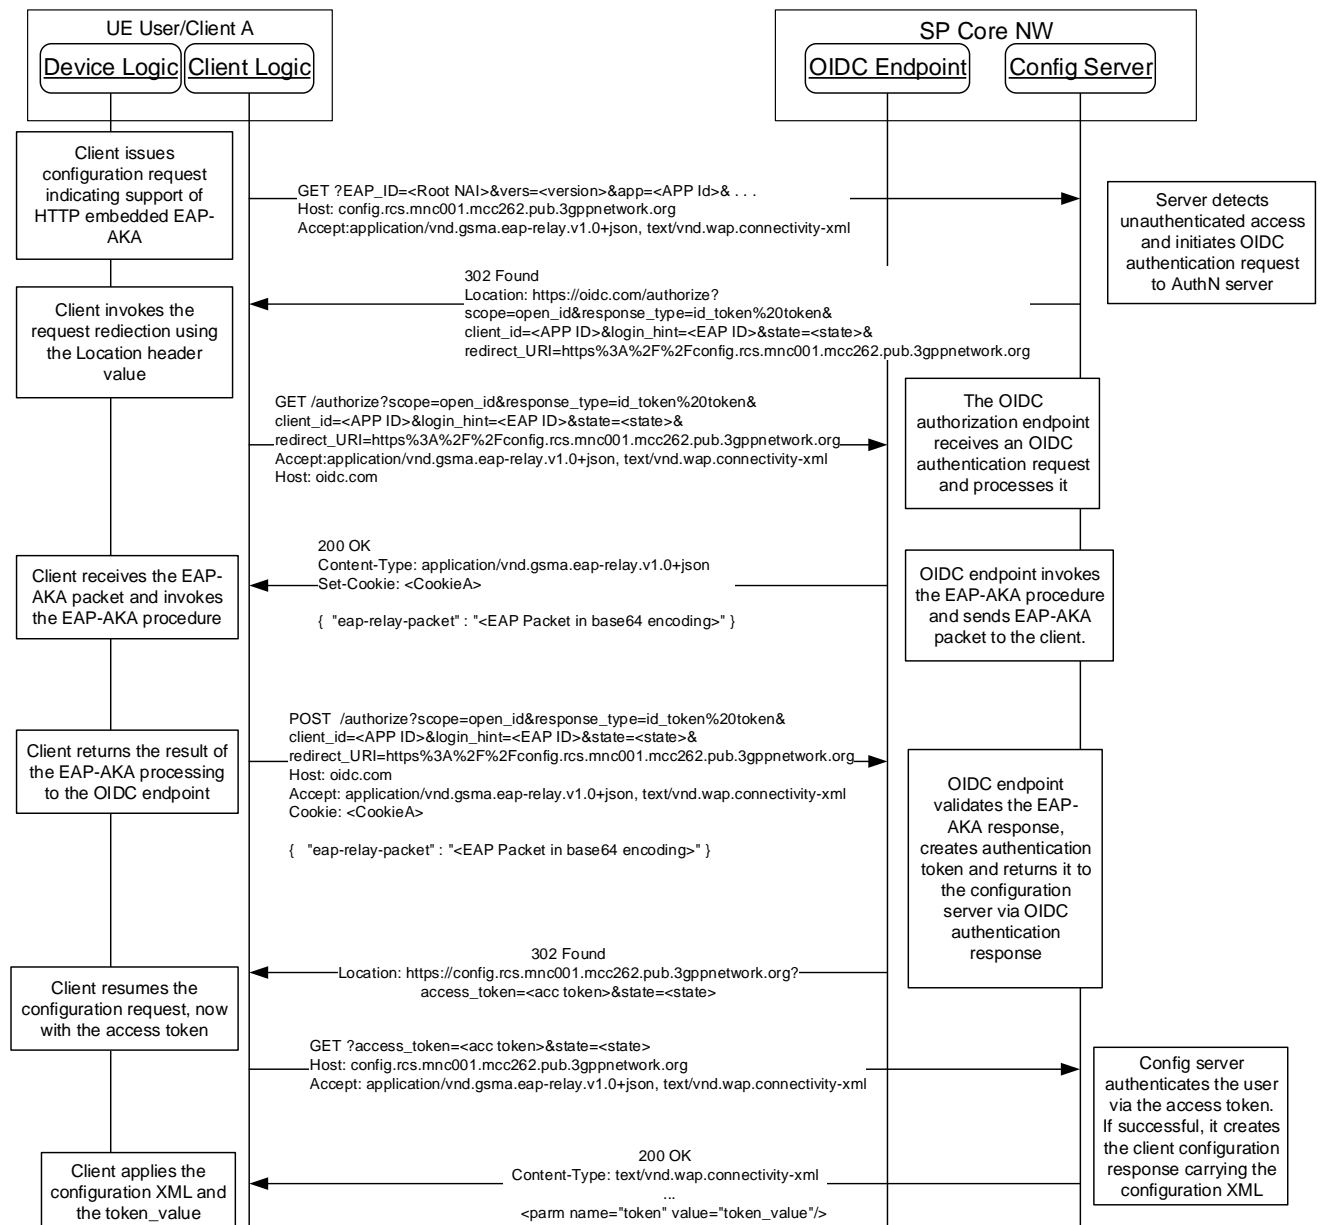 UE User/Client A
SP Core NW
Device Logic
Client Logic
OIDC Endpoint
Config Server
Client issues
configuration request
indicating support of
HTTP embedded EAP-
AKA
GET ?EAP_ID=<Root NAI>&vers=<version>&app=<APP Id>& . . .
Host: config.rcs.mnc001.mcc262.pub.3gppnetwork.org
Accept:application/vnd.gsma.eap-relay.v1.0+json, text/vnd.wap.connectivity-xml
Server detects
unauthenticated access
and initiates OIDC
authentication request
to AuthN server
302 Found
Location: https://oidc.com/authorize?
scope=open_id&response_type=id_token%20token&
client_id=<APP ID>&login_hint=<EAP ID>&state=<state>&
redirect_URI=https%3A%2F%2Fconfig.rcs.mnc001.mcc262.pub.3gppnetwork.org
Client invokes the
request rediection using
the Location header
value
GET /authorize?scope=open_id&response_type=id_token%20token&
client_id=<APP ID>&login_hint=<EAP ID>&state=<state>&
redirect_URI=https%3A%2F%2Fconfig.rcs.mnc001.mcc262.pub.3gppnetwork.org
Accept:application/vnd.gsma.eap-relay.v1.0+json, text/vnd.wap.connectivity-xml
Host: oidc.com
The OIDC
authorization endpoint
receives an OIDC
authentication request
and processes it
200 OK
Content-Type: application/vnd.gsma.eap-relay.v1.0+json
Set-Cookie: <CookieA>
{  "eap-relay-packet" : "<EAP Packet in base64 encoding>" }
Client receives the EAP-
AKA packet and invokes
the EAP-AKA procedure
OIDC endpoint invokes
the EAP-AKA procedure
and sends EAP-AKA
packet to the client.
POST  /authorize?scope=open_id&response_type=id_token%20token&
client_id=<APP ID>&login_hint=<EAP ID>&state=<state>&
redirect_URI=https%3A%2F%2Fconfig.rcs.mnc001.mcc262.pub.3gppnetwork.org
Host: oidc.com
Accept: application/vnd.gsma.eap-relay.v1.0+json, text/vnd.wap.connectivity-xml
Cookie: <CookieA>
{   "eap-relay-packet" : "<EAP Packet in base64 encoding>" }
Client returns the result of
the EAP-AKA processing
to the OIDC endpoint
OIDC endpoint
validates the EAP-
AKA response,
creates authentication
token and returns it to
the configuration
server via OIDC
authentication
response
302 Found
Location: https://config.rcs.mnc001.mcc262.pub.3gppnetwork.org?
access_token=<acc token>&state=<state>
Client resumes the
configuration request, now
with the access token
GET ?access_token=<acc token>&state=<state>
Host: config.rcs.mnc001.mcc262.pub.3gppnetwork.org
Accept: application/vnd.gsma.eap-relay.v1.0+json, text/vnd.wap.connectivity-xml
Config server
authenticates the user
via the access token.
If successful, it creates
the client configuration
response carrying the
configuration XML
200 OK
Content-Type: text/vnd.wap.connectivity-xml
...
<parm name="token" value="token_value"/>
Client applies the
configuration XML and
the token_value